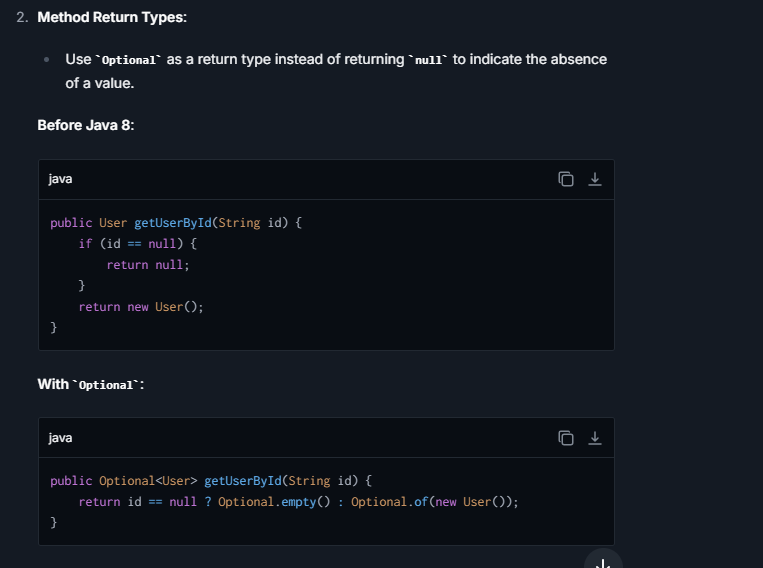 2. Method Return Types:
Use `Optional` as a return type instead of returning `null` to indicate the absence
of a value.
Before Java 8:
java
public User getUserById(String id) {
    if (id == null) {
        return null;
    }
    return new User();
}
With `Optional`:
java
public Optional<User> getUserById(String id) {
    return id == null ? Optional.empty() : Optional.of(new User());
}